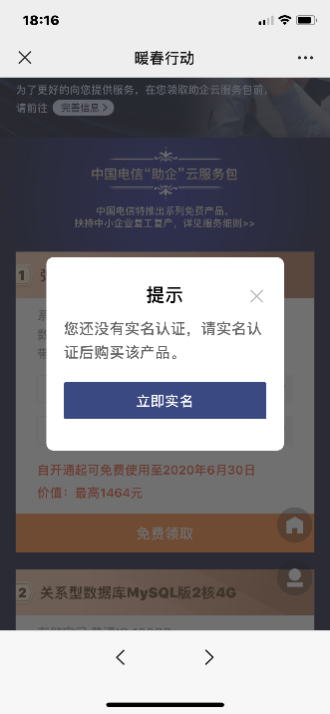 18:16
暖春行动
为了更好的向您提供服务，在您领取助企云服务包前，
请前往 完善信息 >
中国电信“助企”云服务包
中国电信特推出系列免费产品，
扶持中小企业复工复产，详见服务细则>>
1
提示
您还没有实名认证，请实名认
证后购买该产品。
立即实名
自开通起可免费使用至2020年6月30日
价值：最高1464元
免费领取
2 关系型数据库MySQL版2核4G